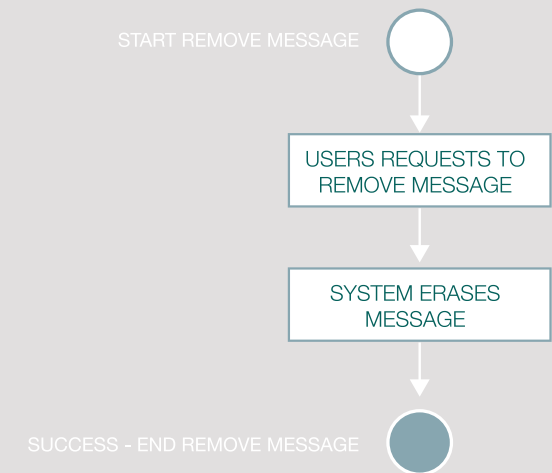 START REMOVE MESSAGE
USERS REQUESTS TO
REMOVE MESSAGE
SYSTEM ERASES
MESSAGE
SUCCESS - END REMOVE MESSAGE